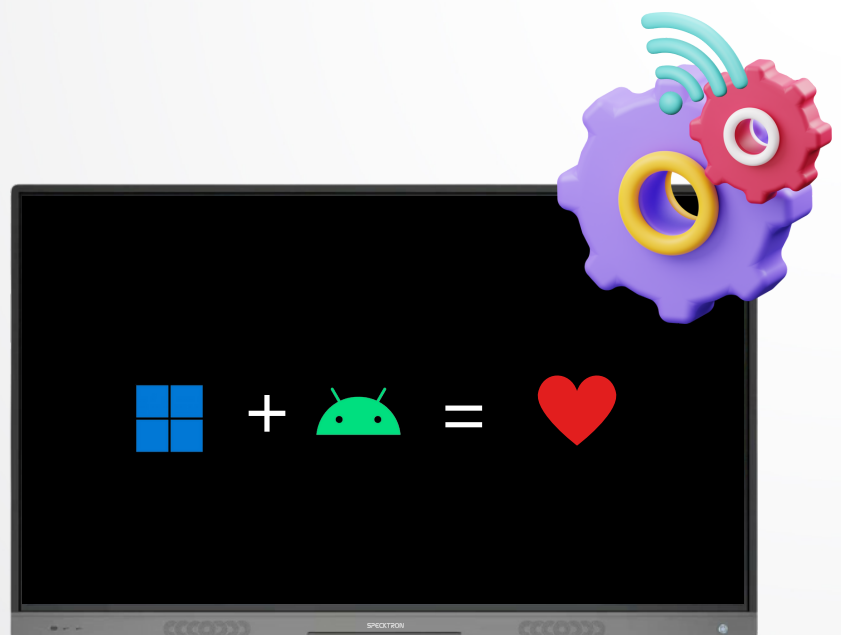 + =
SPECKTRON